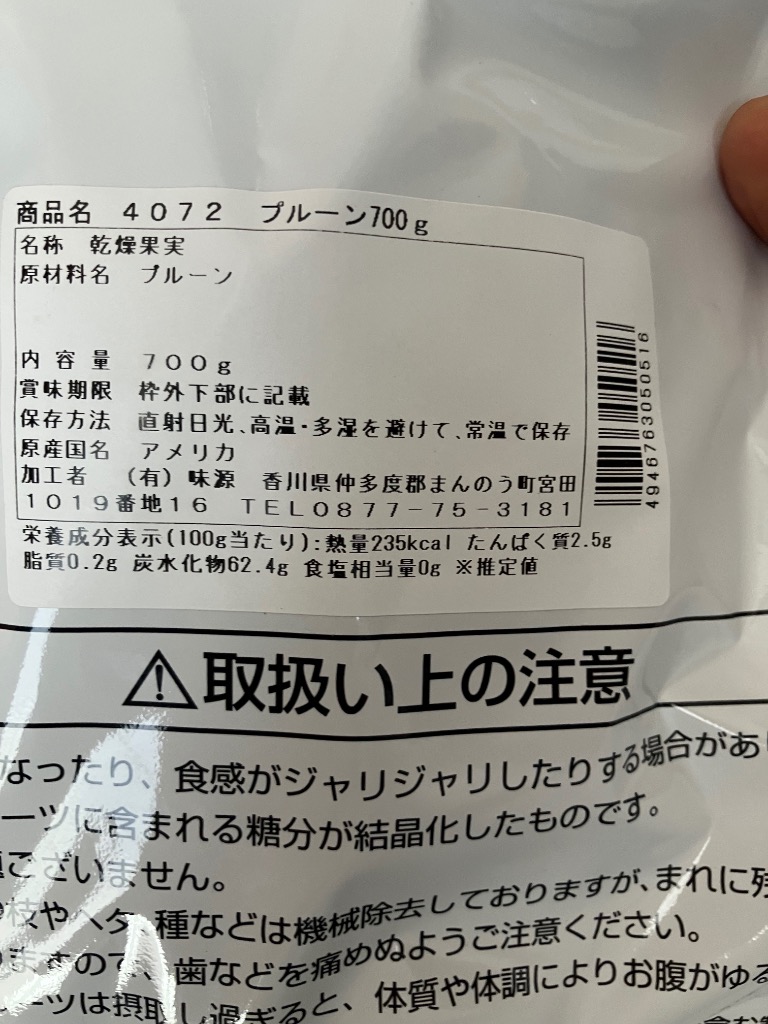 商品名 4072 プルーン700g
名称 乾燥果実
原材料名 プルーン
内容量 700g
賞味期限 枠外下部に記載
保存方法 直射日光、高温・多湿を避けて、常温で保存
原産国名 アメリカ
加工者 (有)味源 香川県仲多度郡まんのう町宮田
1019番地16 TEL0877-75-3181
栄養成分表示(100g当たり):熱量235kcal たんぱく質2.5g
脂質0.2g 炭水化物62.4g 食塩相当量0g ※推定値
4946763050516
⚠取扱い上の注意
なったり、食感がジャリジャリしたりする場合があ
ーツに含まれる糖分が結晶化したものです。
ございません。
枝やヘタ、種などは機械除去しておりますが、まれに残
ますので、歯などを痛めぬようご注意ください。
ーツは摂取し過ぎると、体質や体調によりお腹がゆる